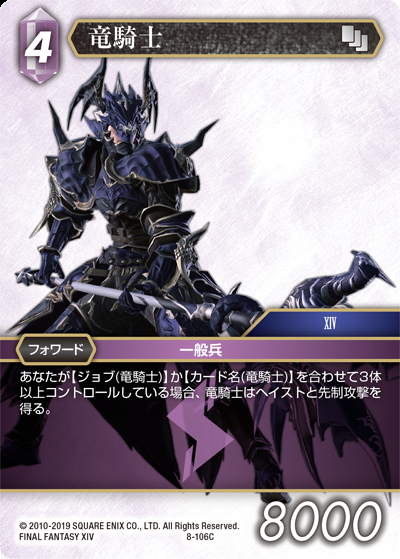 4
竜騎士
XIV
フォワード
一般兵
あなたが【ジョブ(竜騎士)】か【カード名(竜騎士)】を合わせて3体
以上コントロールしている場合、竜騎士はヘイストと先制攻撃を
得る。
© 2010-2019 SQUARE ENIX CO., LTD. All Rights Reserved.
FINAL FANTASY XIV
8-106C
8000